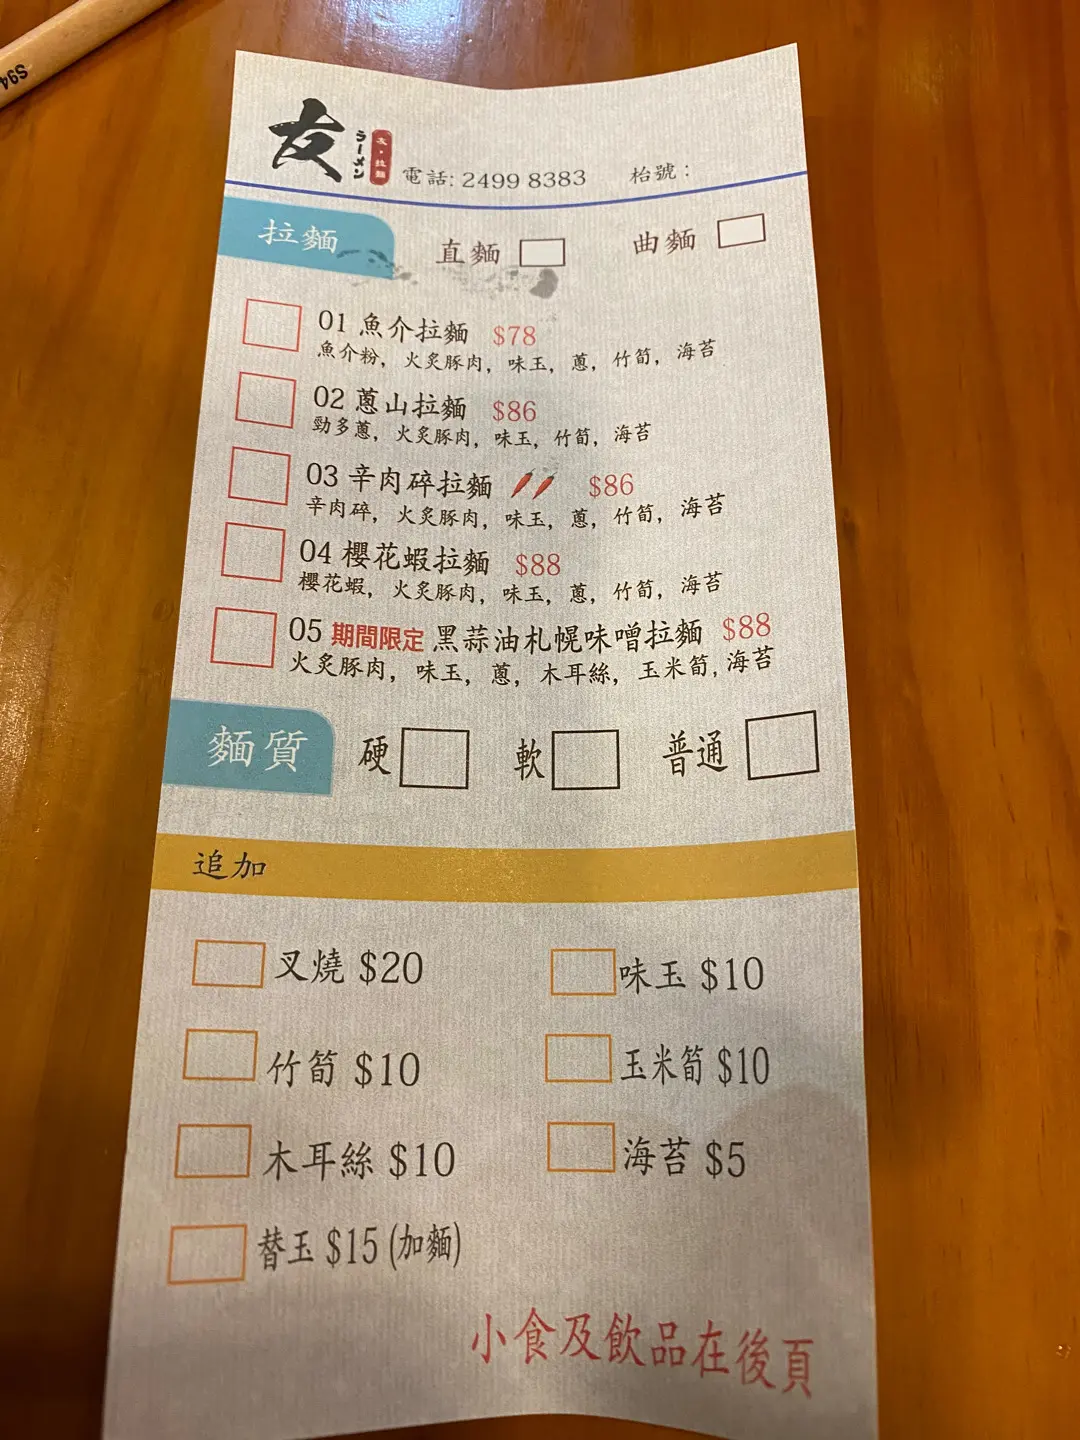 友 ラーメン 友・拉麵 電話: 2499 8383 枱號：
拉麵 直麵 曲麵
01 魚介拉麵 $78
魚介粉, 火炙豚肉, 味玉, 蔥, 竹筍, 海苔
02 蔥山拉麵 $86
勁多蔥, 火炙豚肉, 味玉, 竹筍, 海苔
03 辛肉碎拉麵 $86
辛肉碎, 火炙豚肉, 味玉, 蔥, 竹筍, 海苔
04 櫻花蝦拉麵 $88
櫻花蝦, 火炙豚肉, 味玉, 蔥, 竹筍, 海苔
05 期間限定 黑蒜油札幌味噌拉麵 $88
火炙豚肉, 味玉, 蔥, 木耳絲, 玉米筍, 海苔
麵質 硬 軟 普通
追加
叉燒 $20 味玉 $10
竹筍 $10 玉米筍 $10
木耳絲 $10 海苔 $5
替玉 $15 (加麵)
小食及飲品在後頁
S94